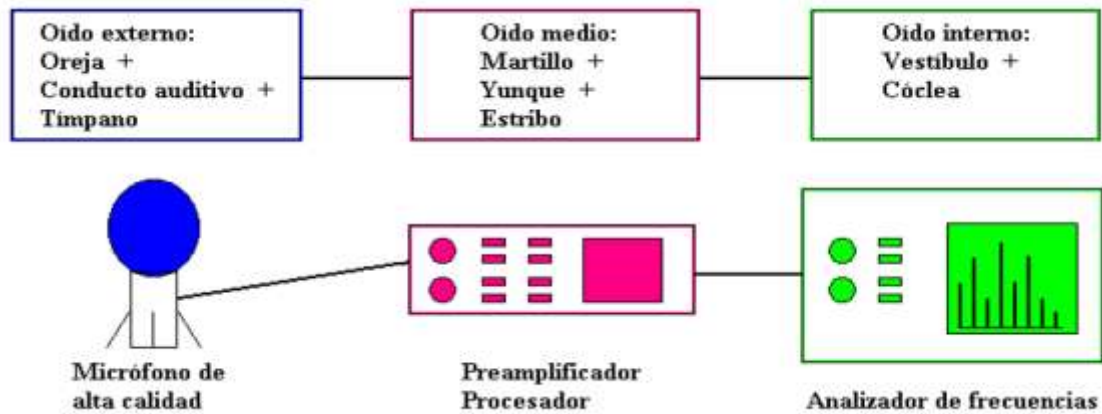 Oído externo:
Oreja +
Conducto auditivo +
Tímpano
Oído medio:
Martillo +
Yunque +
Estribo
Oído interno:
Vestíbulo +
Cóclea
Micrófono de
alta calidad
Preamplificador
Procesador
Analizador de frecuencias